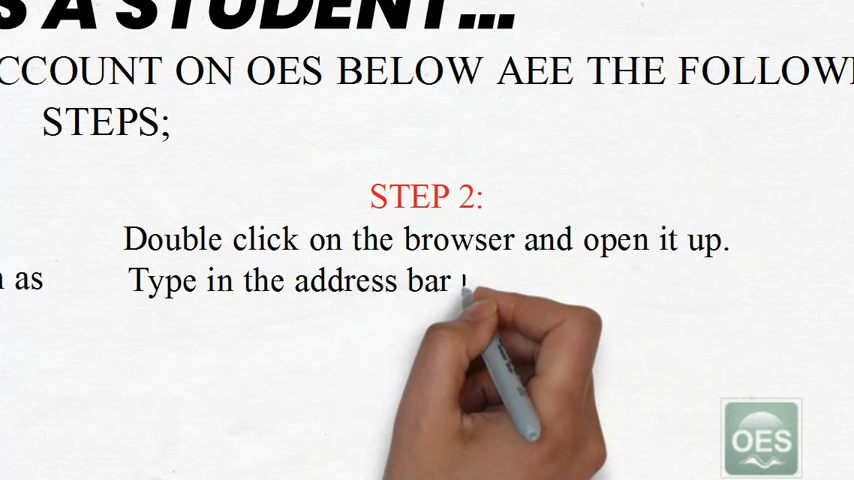 S A STUDENT...
CCOUNT ON OES BELOW AEE THE FOLLOWI
STEPS;
STEP 2:
Double click on the browser and open it up.
as
Type in the address bar
OES